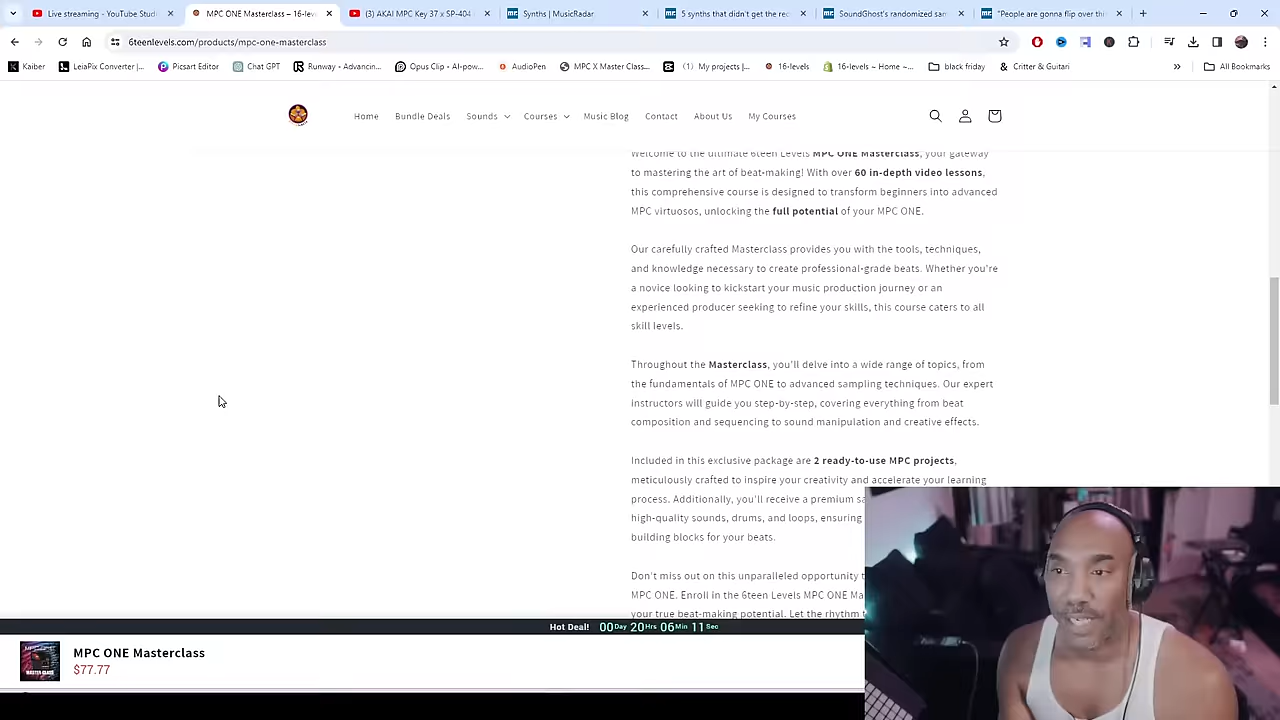 Live streaming - YouTube Studi
MPC ONE Masterclass – 16-lev
(3) AKAI MPC Key 37 x SP-40
Synths | MusicRadar
5 synths that don't get the rec
SoundGhost's randomized sam
"People are gonna flip over thi
6teenlevels.com/products/mpc-one-masterclass
Kaiber
LeiaPix Converter |...
Picsart Editor
Chat GPT
Runway - Advancin...
Opus Clip - AI-pow...
AudioPen
MPC X Master Class...
(1) My projects |...
16-levels
16-levels ~ Home ~...
black friday
Critter & Guitari
All Bookmarks
Home
Bundle Deals
Sounds
Courses
Music Blog
Contact
About Us
My Courses
Welcome to the ultimate 6teen Levels MPC ONE Masterclass, your gateway
to mastering the art of beat-making! With over 60 in-depth video lessons,
this comprehensive course is designed to transform beginners into advanced
MPC virtuosos, unlocking the full potential of your MPC ONE.
Our carefully crafted Masterclass provides you with the tools, techniques,
and knowledge necessary to create professional-grade beats. Whether you're
a novice looking to kickstart your music production journey or an
experienced producer seeking to refine your skills, this course caters to all
skill levels.
Throughout the Masterclass, you'll delve into a wide range of topics, from
the fundamentals of MPC ONE to advanced sampling techniques. Our expert
instructors will guide you step-by-step, covering everything from beat
composition and sequencing to sound manipulation and creative effects.
Included in this exclusive package are 2 ready-to-use MPC projects,
meticulously crafted to inspire your creativity and accelerate your learning
process. Additionally, you'll receive a premium sa
high-quality sounds, drums, and loops, ensuring
building blocks for your beats.
Don't miss out on this unparalleled opportunity t
MPC ONE. Enroll in the 6teen Levels MPC ONE Ma
your true beat-making potential. Let the rhythm t
Hot Deal! 00Day 20Hrs 06Min 11Sec
MPC ONE Masterclass
$77.77